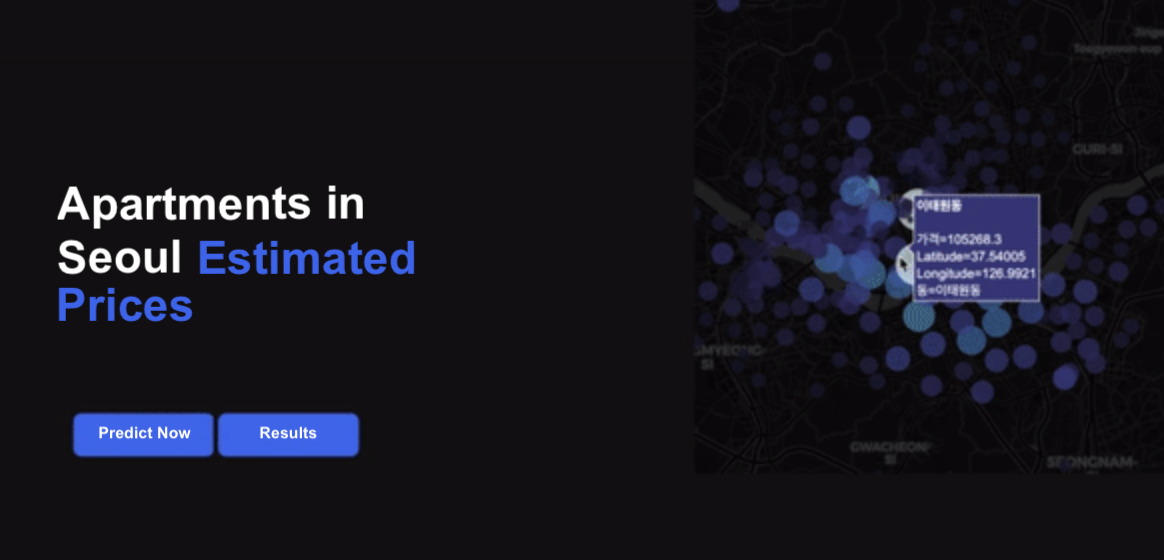 Apartments in
Seoul Estimated
Prices
Predict Now
Results
GURI-SI
이태원동
가격=105268.3
Latitude=37.54005
Longitude=126.9921
동=이태원동
GWACHEON-
SI
SEONGNAM-